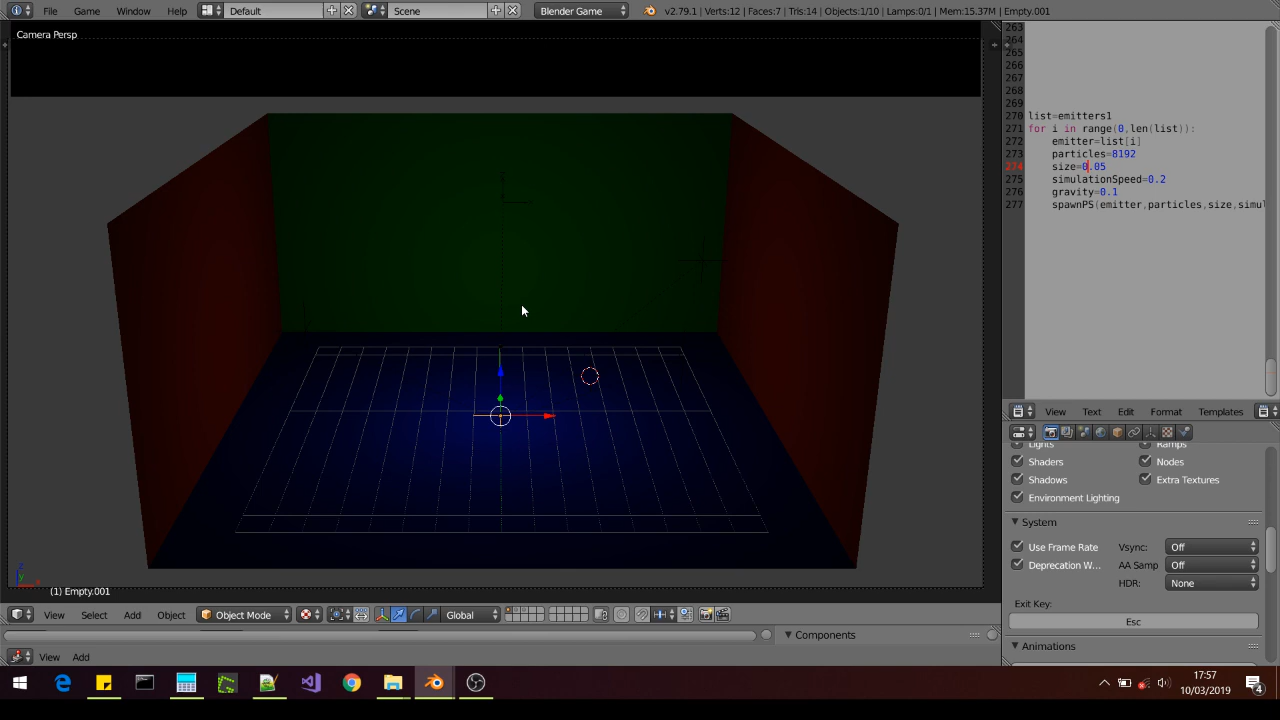 File Game Window Help Default Scene Blender Game v2.79.1 | Verts:12 | Faces:7 | Tris:14 | Objects:1/10 | Lamps:0/1 | Mem:15.37M | Empty.001
Camera Persp
263
264
265
266
267
268
269
270 list=emitters1
271 for i in range(0,len(list)):
272 emitter=list[i]
273 particles=8192
274 size=0.05
275 simulationSpeed=0.2
276 gravity=0.1
277 spawnPS(emitter,particles,size,simul
View Text Edit Format Templates
Lights Ramps
Shaders Nodes
Shadows Extra Textures
Environment Lighting
System
Use Frame Rate Vsync: Off
Deprecation W... AA Samp Off
HDR: None
Exit Key:
Esc
Animations
(1) Empty.001
View Select Add Object Object Mode Global
Components
View Add
17:57
10/03/2019
4